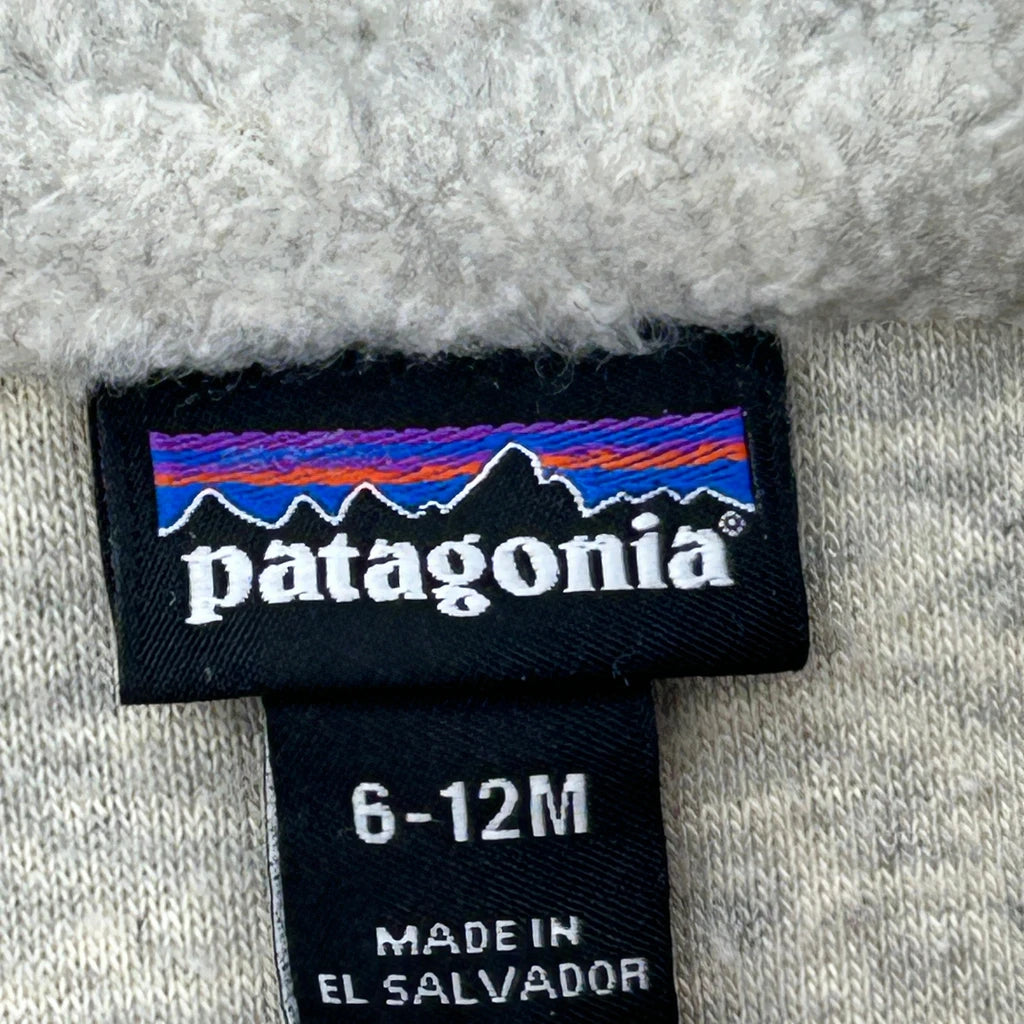 patagonia®
6-12M
MADE IN
EL SALVADOR